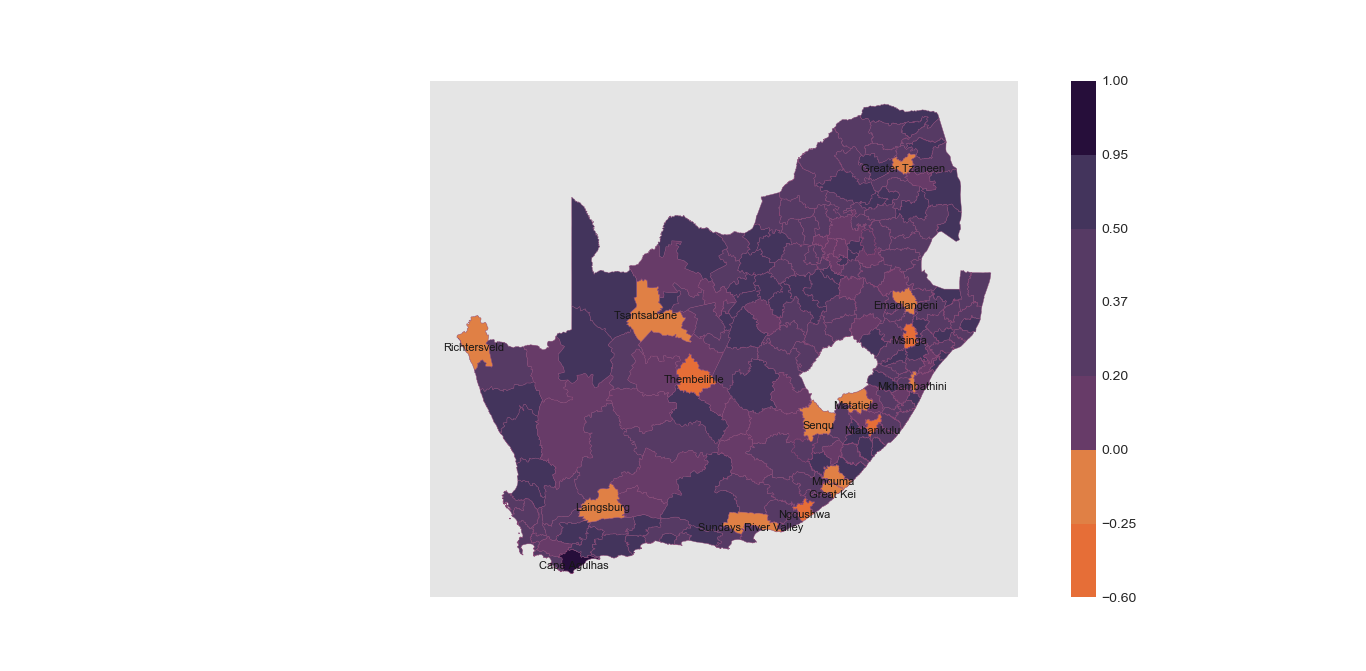 1.00
0.95
Greater Tzaneen
0.50
0.37
Emadlangeni
Tsantsabane
Msinga
Richtersveld
0.20
Thembelihle
Mkhambathini
Matatiele
Senqu
Ntabankulu
0.00
Mnquma
Great Kei
Laingsburg
Ngqushwa
−0.25
Sundays River Valley
Cape Agulhas
−0.60